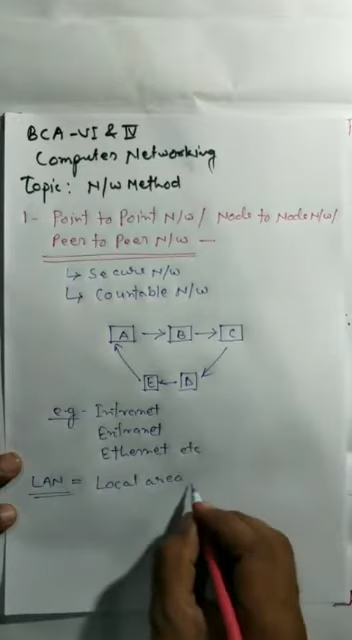 BCA-VI & IV
Computer Networking
Topic: N/W Method
1- Point to Point N/W / Node to Node N/W /
Peer to Peer N/W —
↳ Secure N/W
↳ Countable N/W
A → B → C
E ← D
e.g- Intranet
Extranet
Ethernet etc
LAN = Local area